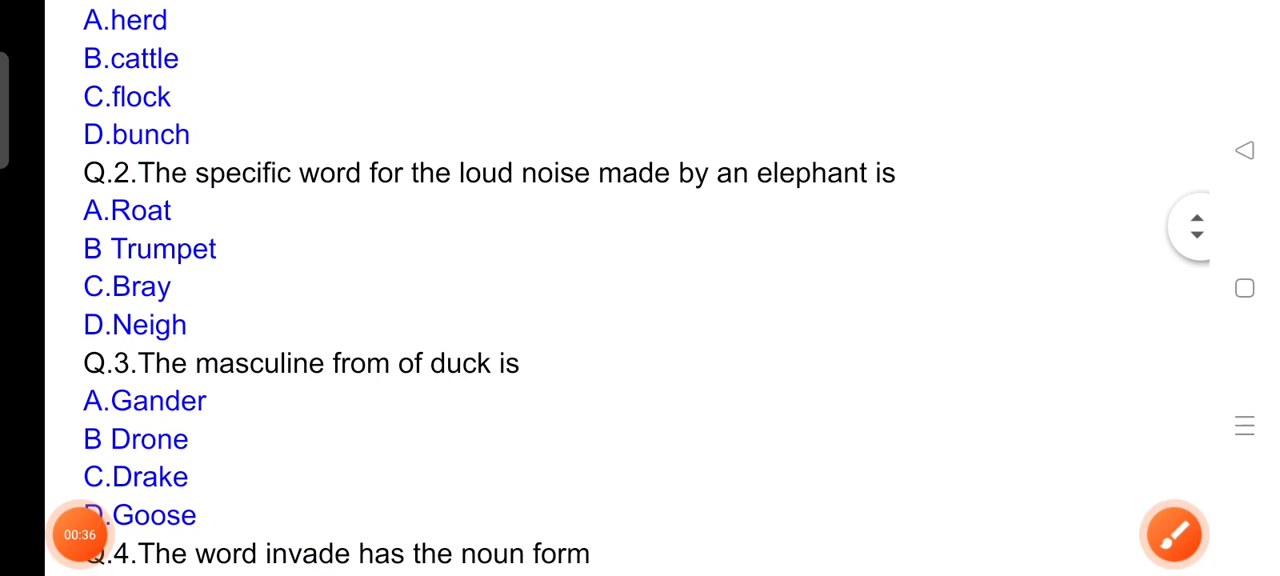 A.herd
B.cattle
C.flock
D.bunch
Q.2.The specific word for the loud noise made by an elephant is
A.Roat
B Trumpet
C.Bray
D.Neigh
Q.3.The masculine from of duck is
A.Gander
B Drone
C.Drake
D.Goose
00:36
Q.4.The word invade has the noun form